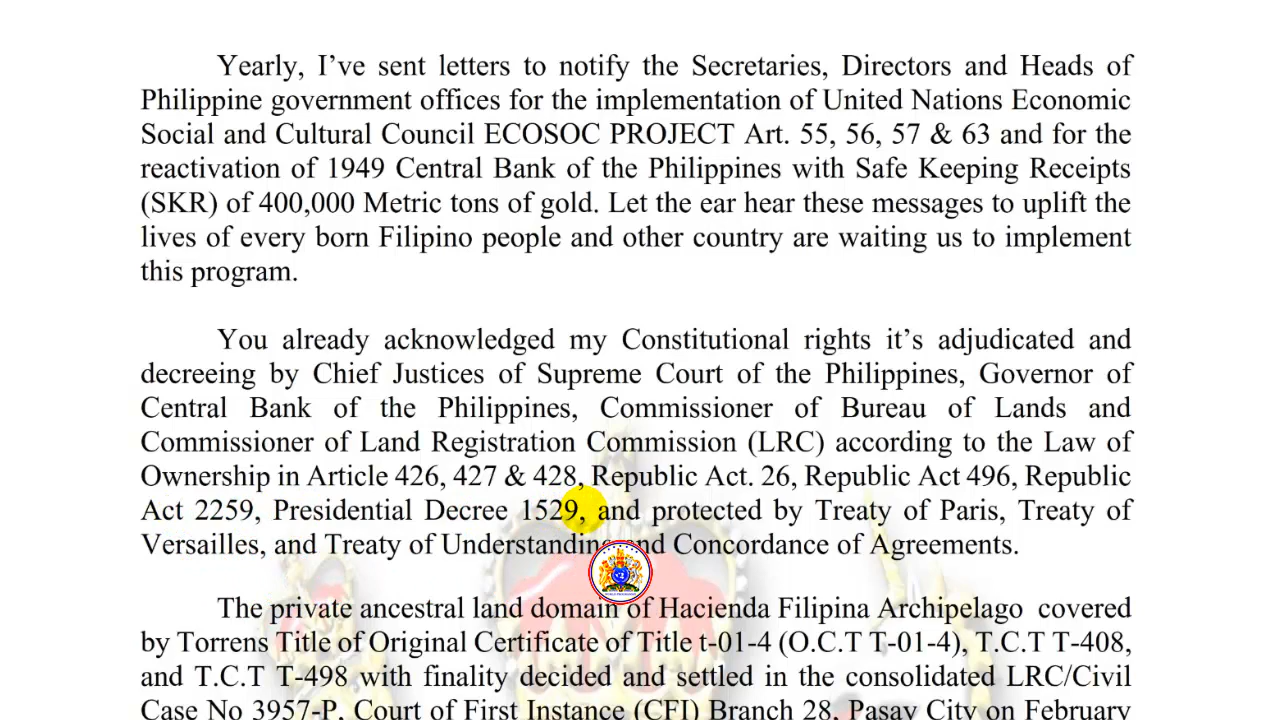 Yearly, I've sent letters to notify the Secretaries, Directors and Heads of
Philippine government offices for the implementation of United Nations Economic
Social and Cultural Council ECOSOC PROJECT Art. 55, 56, 57 & 63 and for the
reactivation of 1949 Central Bank of the Philippines with Safe Keeping Receipts
(SKR) of 400,000 Metric tons of gold. Let the ear hear these messages to uplift the
lives of every born Filipino people and other country are waiting us to implement
this program.
You already acknowledged my Constitutional rights it's adjudicated and
decreeing by Chief Justices of Supreme Court of the Philippines, Governor of
Central Bank of the Philippines, Commissioner of Bureau of Lands and
Commissioner of Land Registration Commission (LRC) according to the Law of
Ownership in Article 426, 427 & 428, Republic Act. 26, Republic Act 496, Republic
Act 2259, Presidential Decree 1529, and protected by Treaty of Paris, Treaty of
Versailles, and Treaty of Understanding and Concordance of Agreements.
The private ancestral land domain of Hacienda Filipina Archipelago covered
by Torrens Title of Original Certificate of Title t-01-4 (O.C.T T-01-4), T.C.T T-408,
and T.C.T T-498 with finality decided and settled in the consolidated LRC/Civil
Case No 3957-P, Court of First Instance (CFI) Branch 28, Pasay City on February